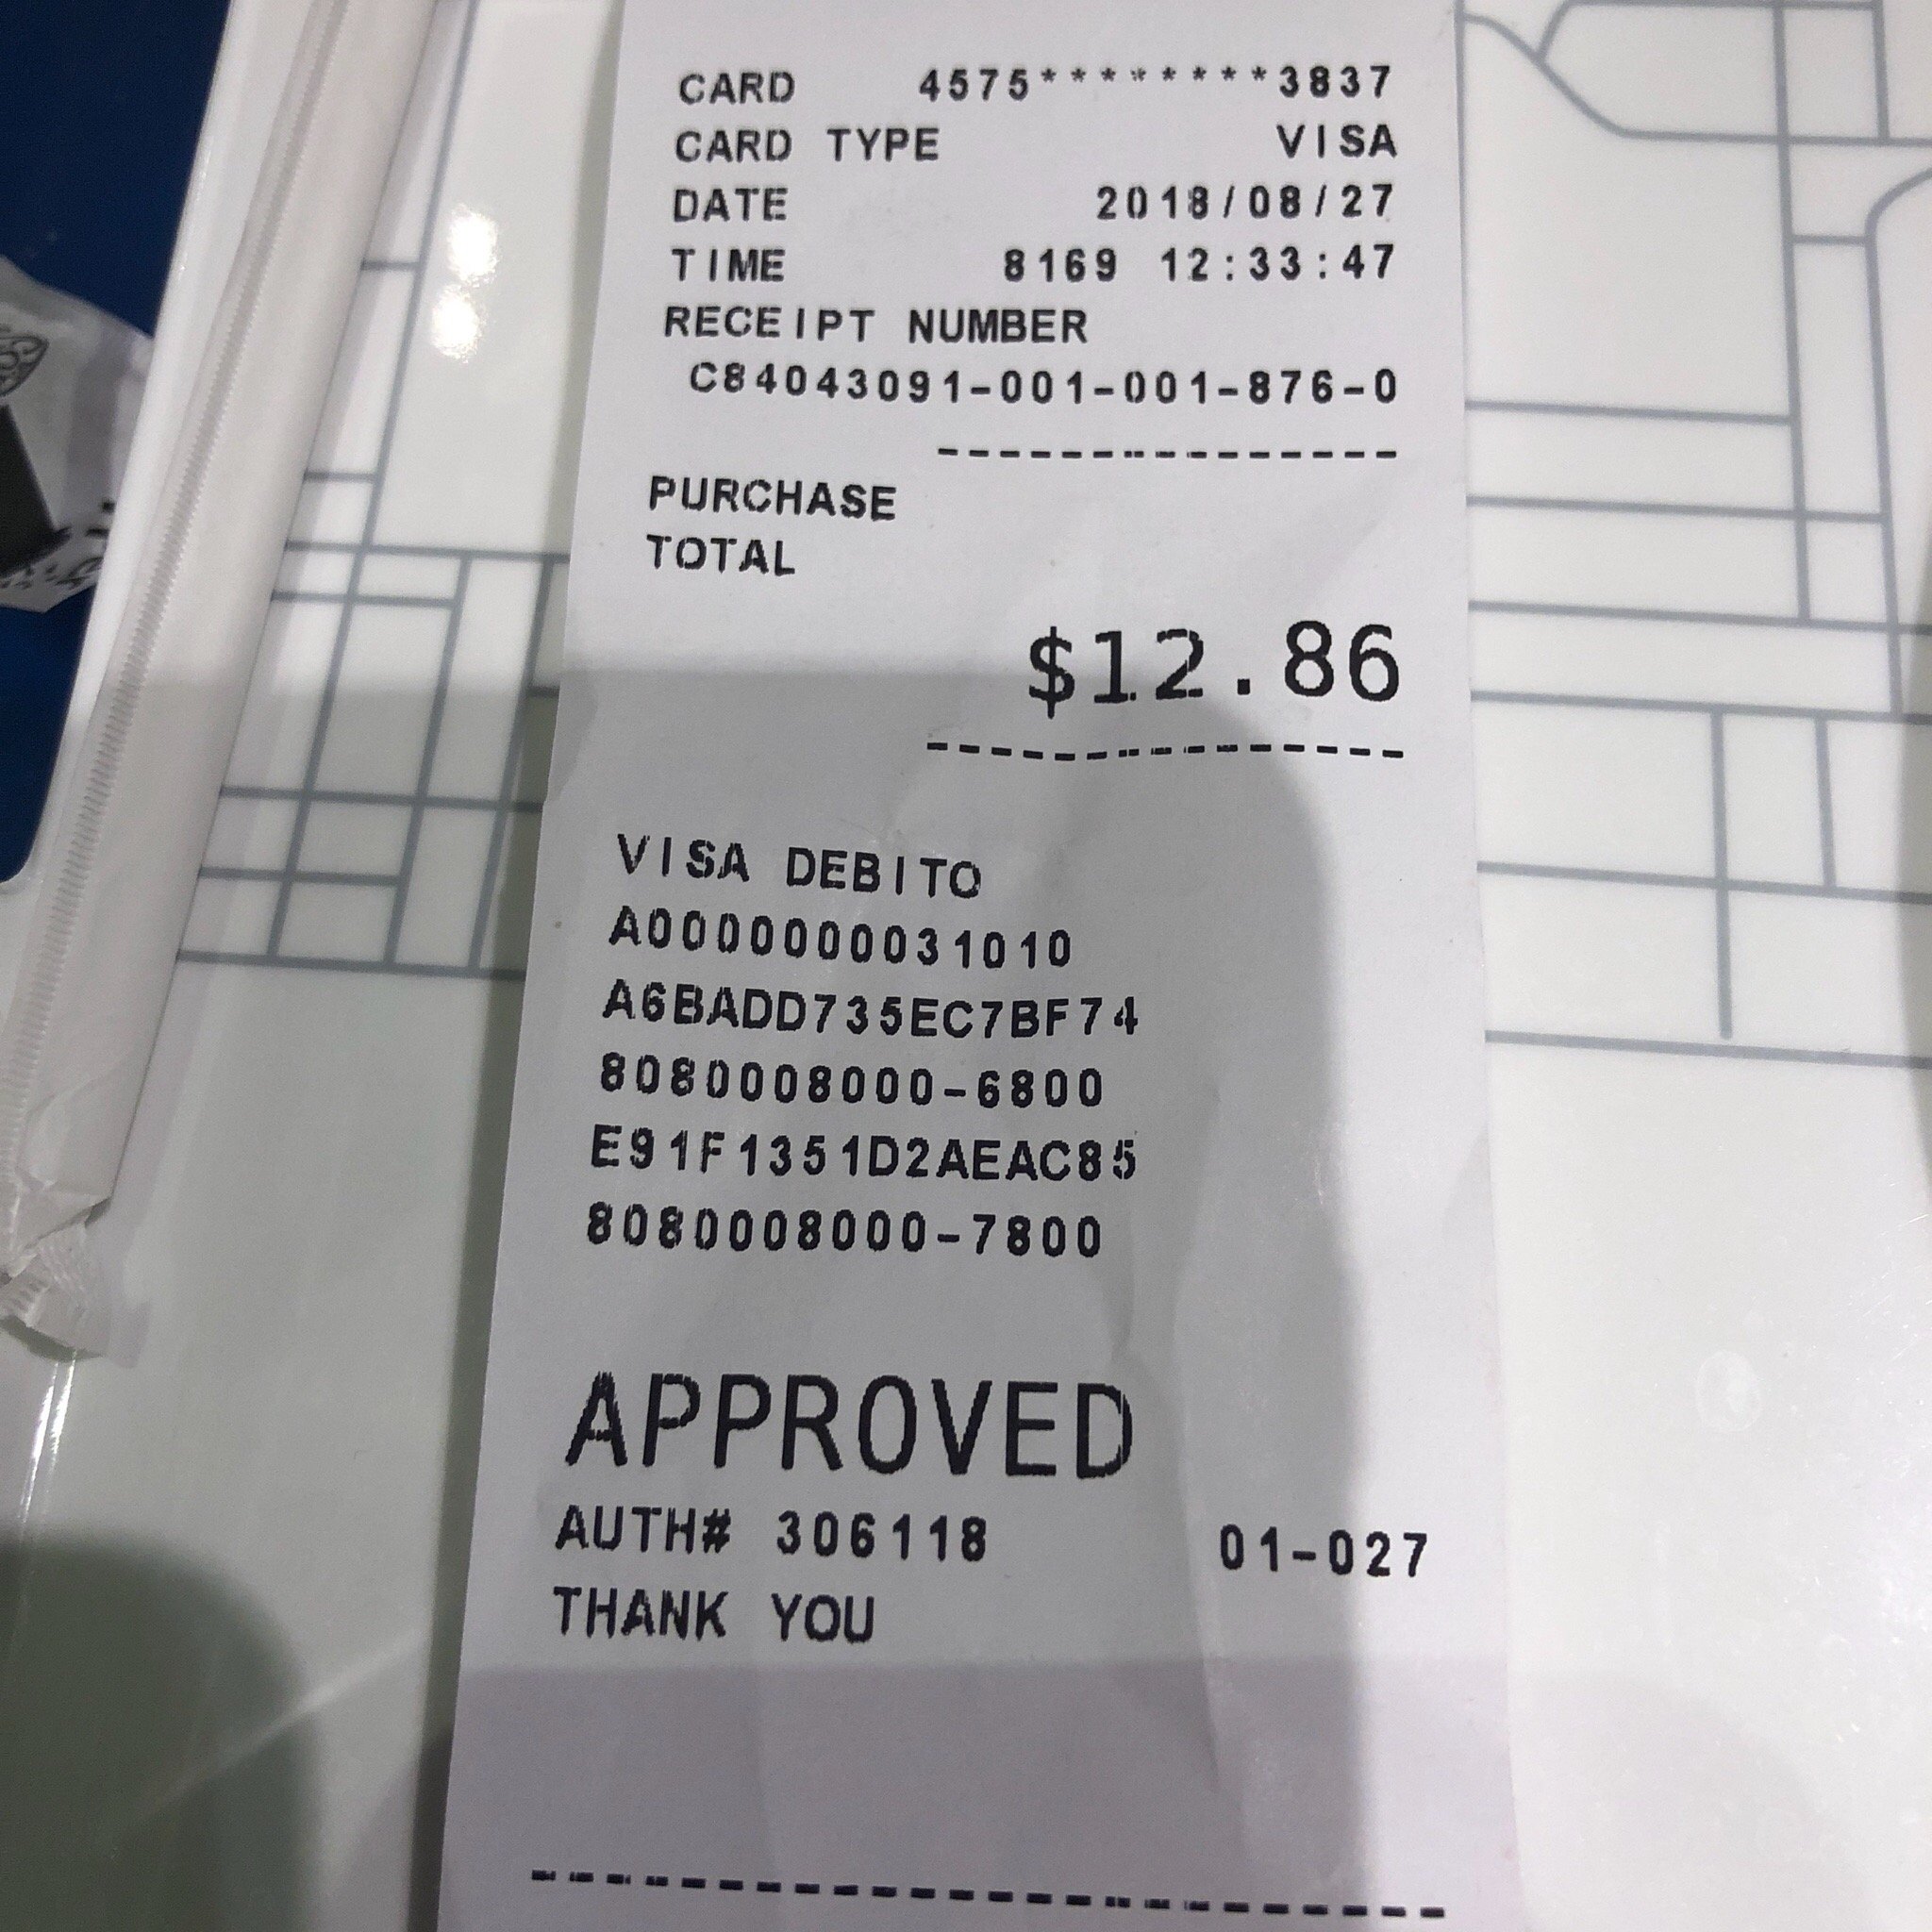 CARD 4575********3837
CARD TYPE VISA
DATE 2018/08/27
TIME 8169 12:33:47
RECEIPT NUMBER
C84043091-001-001-876-0
---------------
PURCHASE
TOTAL
$12.86
---------------
VISA DEBITO
A0000000031010
A6BADD735EC7BF74
8080008000-6800
E91F1351D2AEAC85
8080008000-7800
APPROVED
AUTH# 306118 01-027
THANK YOU
-------------------------